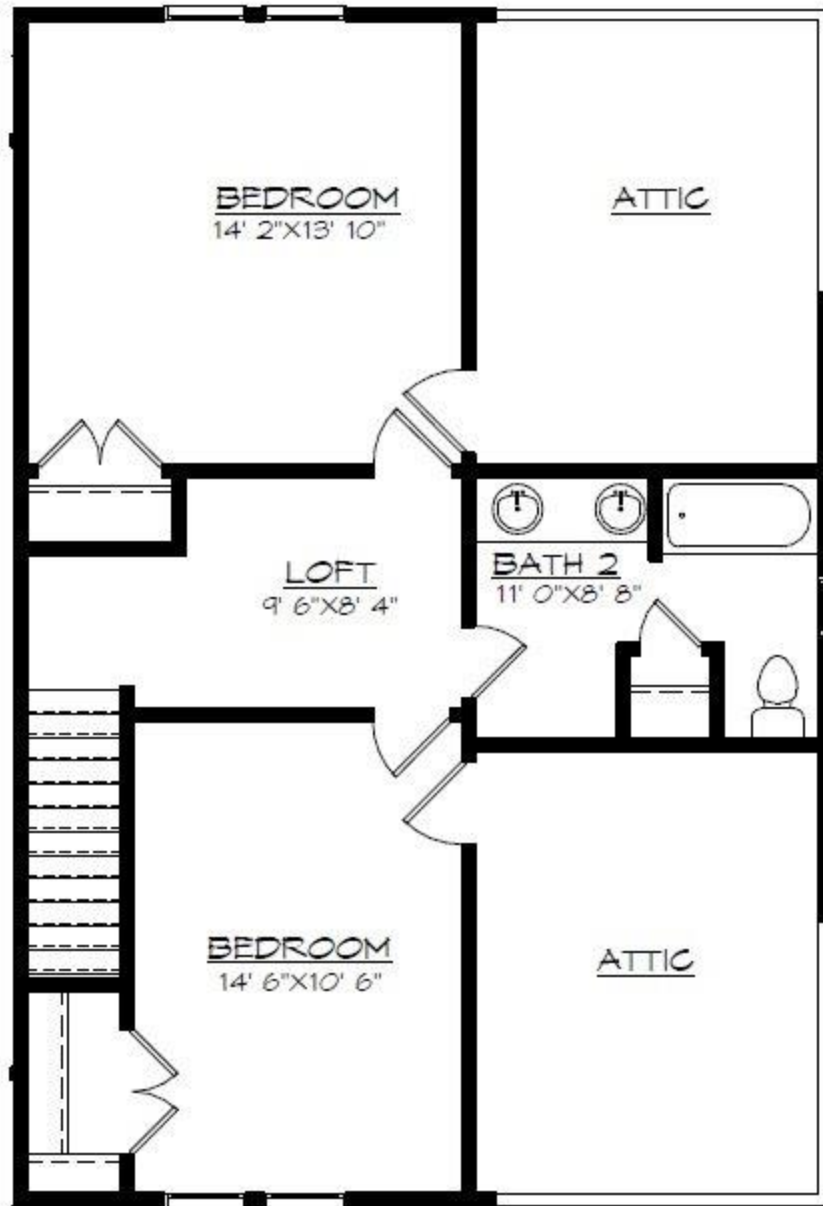 BEDROOM
14' 2"X13' 10"
ATTIC
LOFT
9' 6"X8' 4"
BATH 2
11' 0"X8' 8"
BEDROOM
14' 6"X10' 6"
ATTIC